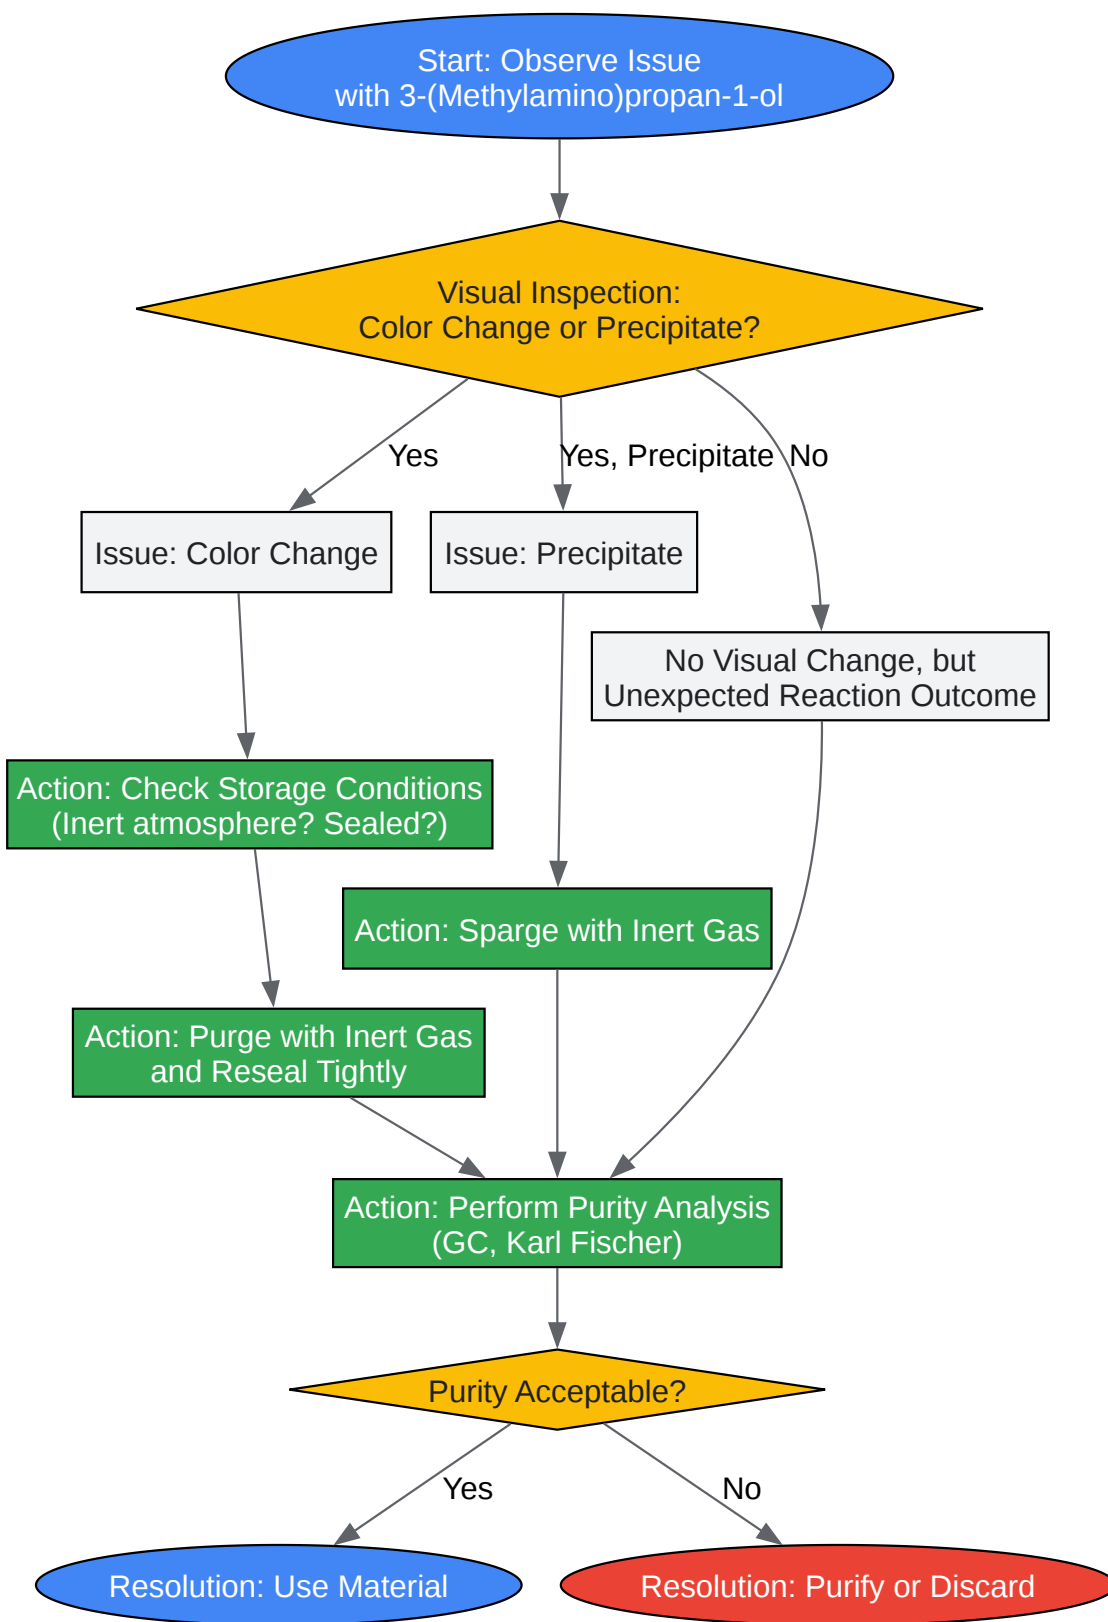 Start: Observe Issue
with 3-(Methylamino)propan-1-ol
Visual Inspection:
Color Change or Precipitate?
Yes
Yes, Precipitate
No
Issue: Color Change
Issue: Precipitate
No Visual Change, but
Unexpected Reaction Outcome
Action: Check Storage Conditions
(Inert atmosphere? Sealed?)
Action: Sparge with Inert Gas
Action: Purge with Inert Gas
and Reseal Tightly
Action: Perform Purity Analysis
(GC, Karl Fischer)
Purity Acceptable?
Yes
No
Resolution: Use Material
Resolution: Purify or Discard